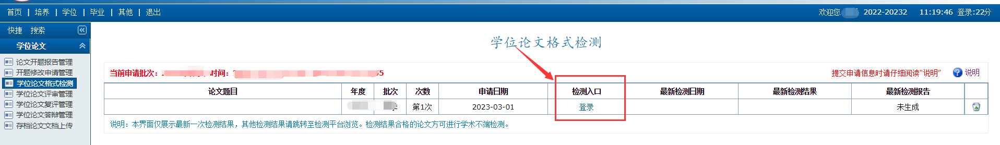 首页 | 培养 | 学位 | 毕业 | 其他 | 退出
欢迎您 2022-20232 11:19:46 登录:22分
快捷 搜索
学位论文
论文开题报告管理
开题修改申请管理
学位论文格式检测
学位论文评审管理
学位论文复评管理
学位论文答辩管理
存档论文文档上传
学位论文格式检测
当前申请批次: 时间: 55
提交申请信息时请仔细阅读“说明” 说明
论文题目 年度 批次 次数 申请日期 检测入口 最新检测日期 最新检测结果 最新检测报告
第1次 2023-03-01 登录 未生成
说明：本界面仅展示最新一次检测结果，其他检测结果请跳转至检测平台浏览。检测结果合格的论文方可进行学术不端检测。